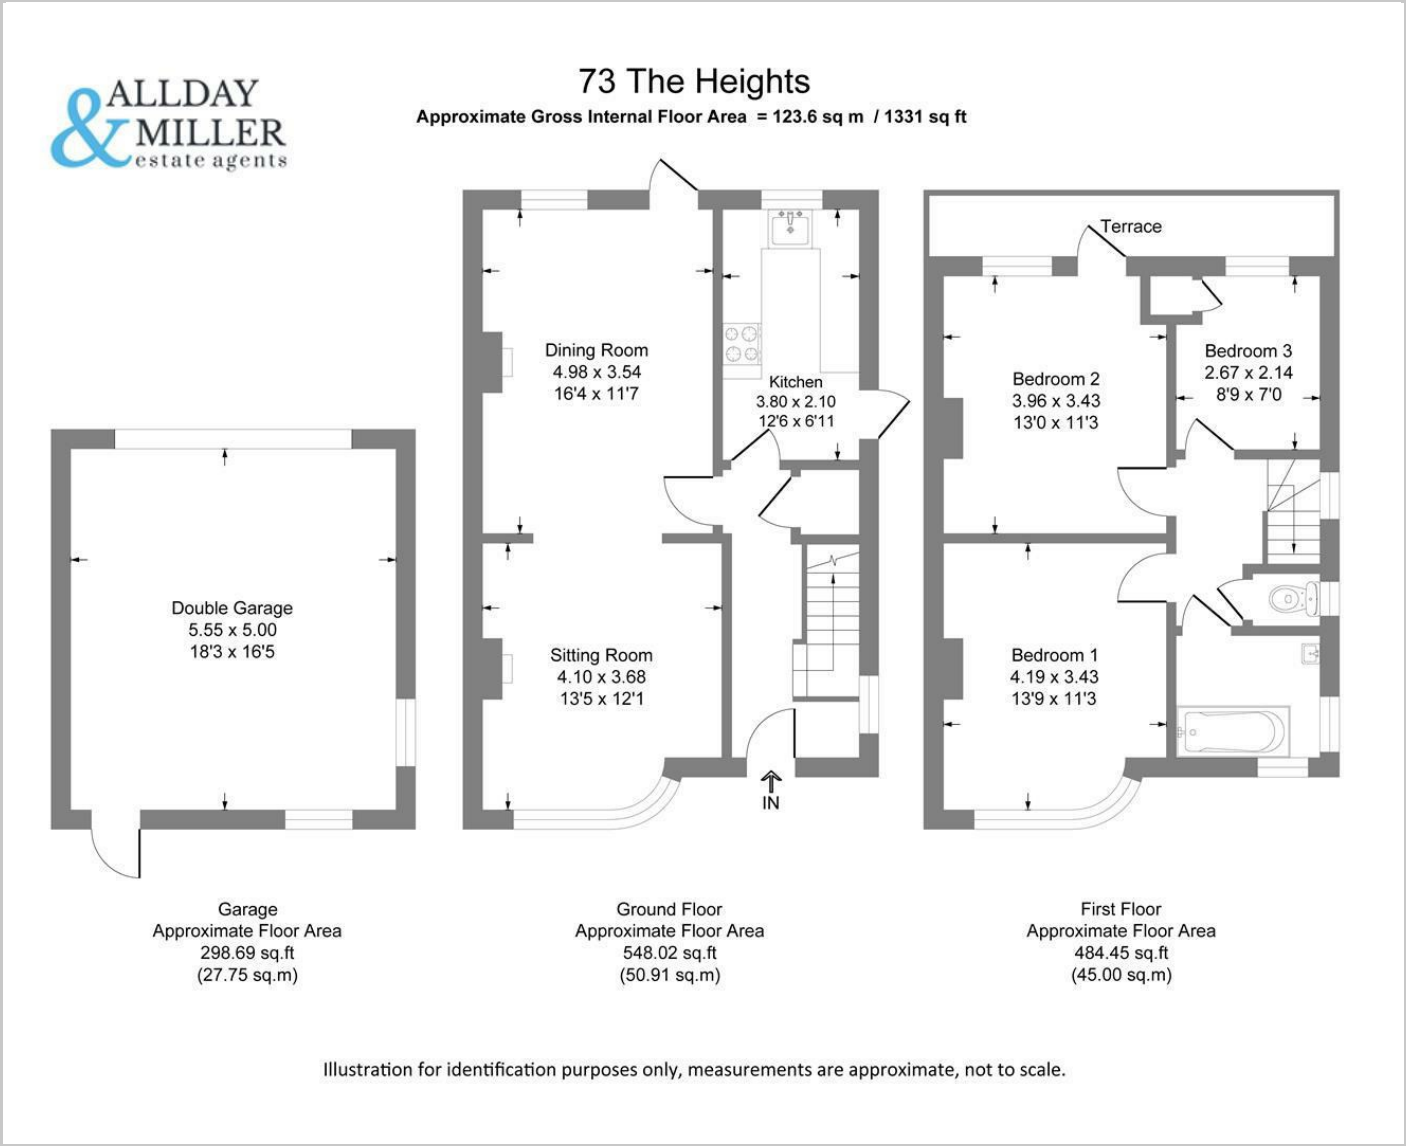 ALLDAY
& MILLER
estate agents
73 The Heights
Approximate Gross Internal Floor Area = 123.6 sq m / 1331 sq ft
Terrace
Dining Room
4.98 x 3.54
16'4 x 11'7
Kitchen
3.80 x 2.10
12'6 x 6'11
Bedroom 2
3.96 x 3.43
13'0 x 11'3
Bedroom 3
2.67 x 2.14
8'9 x 7'0
Double Garage
5.55 x 5.00
18'3 x 16'5
Sitting Room
4.10 x 3.68
13'5 x 12'1
Bedroom 1
4.19 x 3.43
13'9 x 11'3
IN
Garage
Approximate Floor Area
298.69 sq.ft
(27.75 sq.m)
Ground Floor
Approximate Floor Area
548.02 sq.ft
(50.91 sq.m)
First Floor
Approximate Floor Area
484.45 sq.ft
(45.00 sq.m)
Illustration for identification purposes only, measurements are approximate, not to scale.